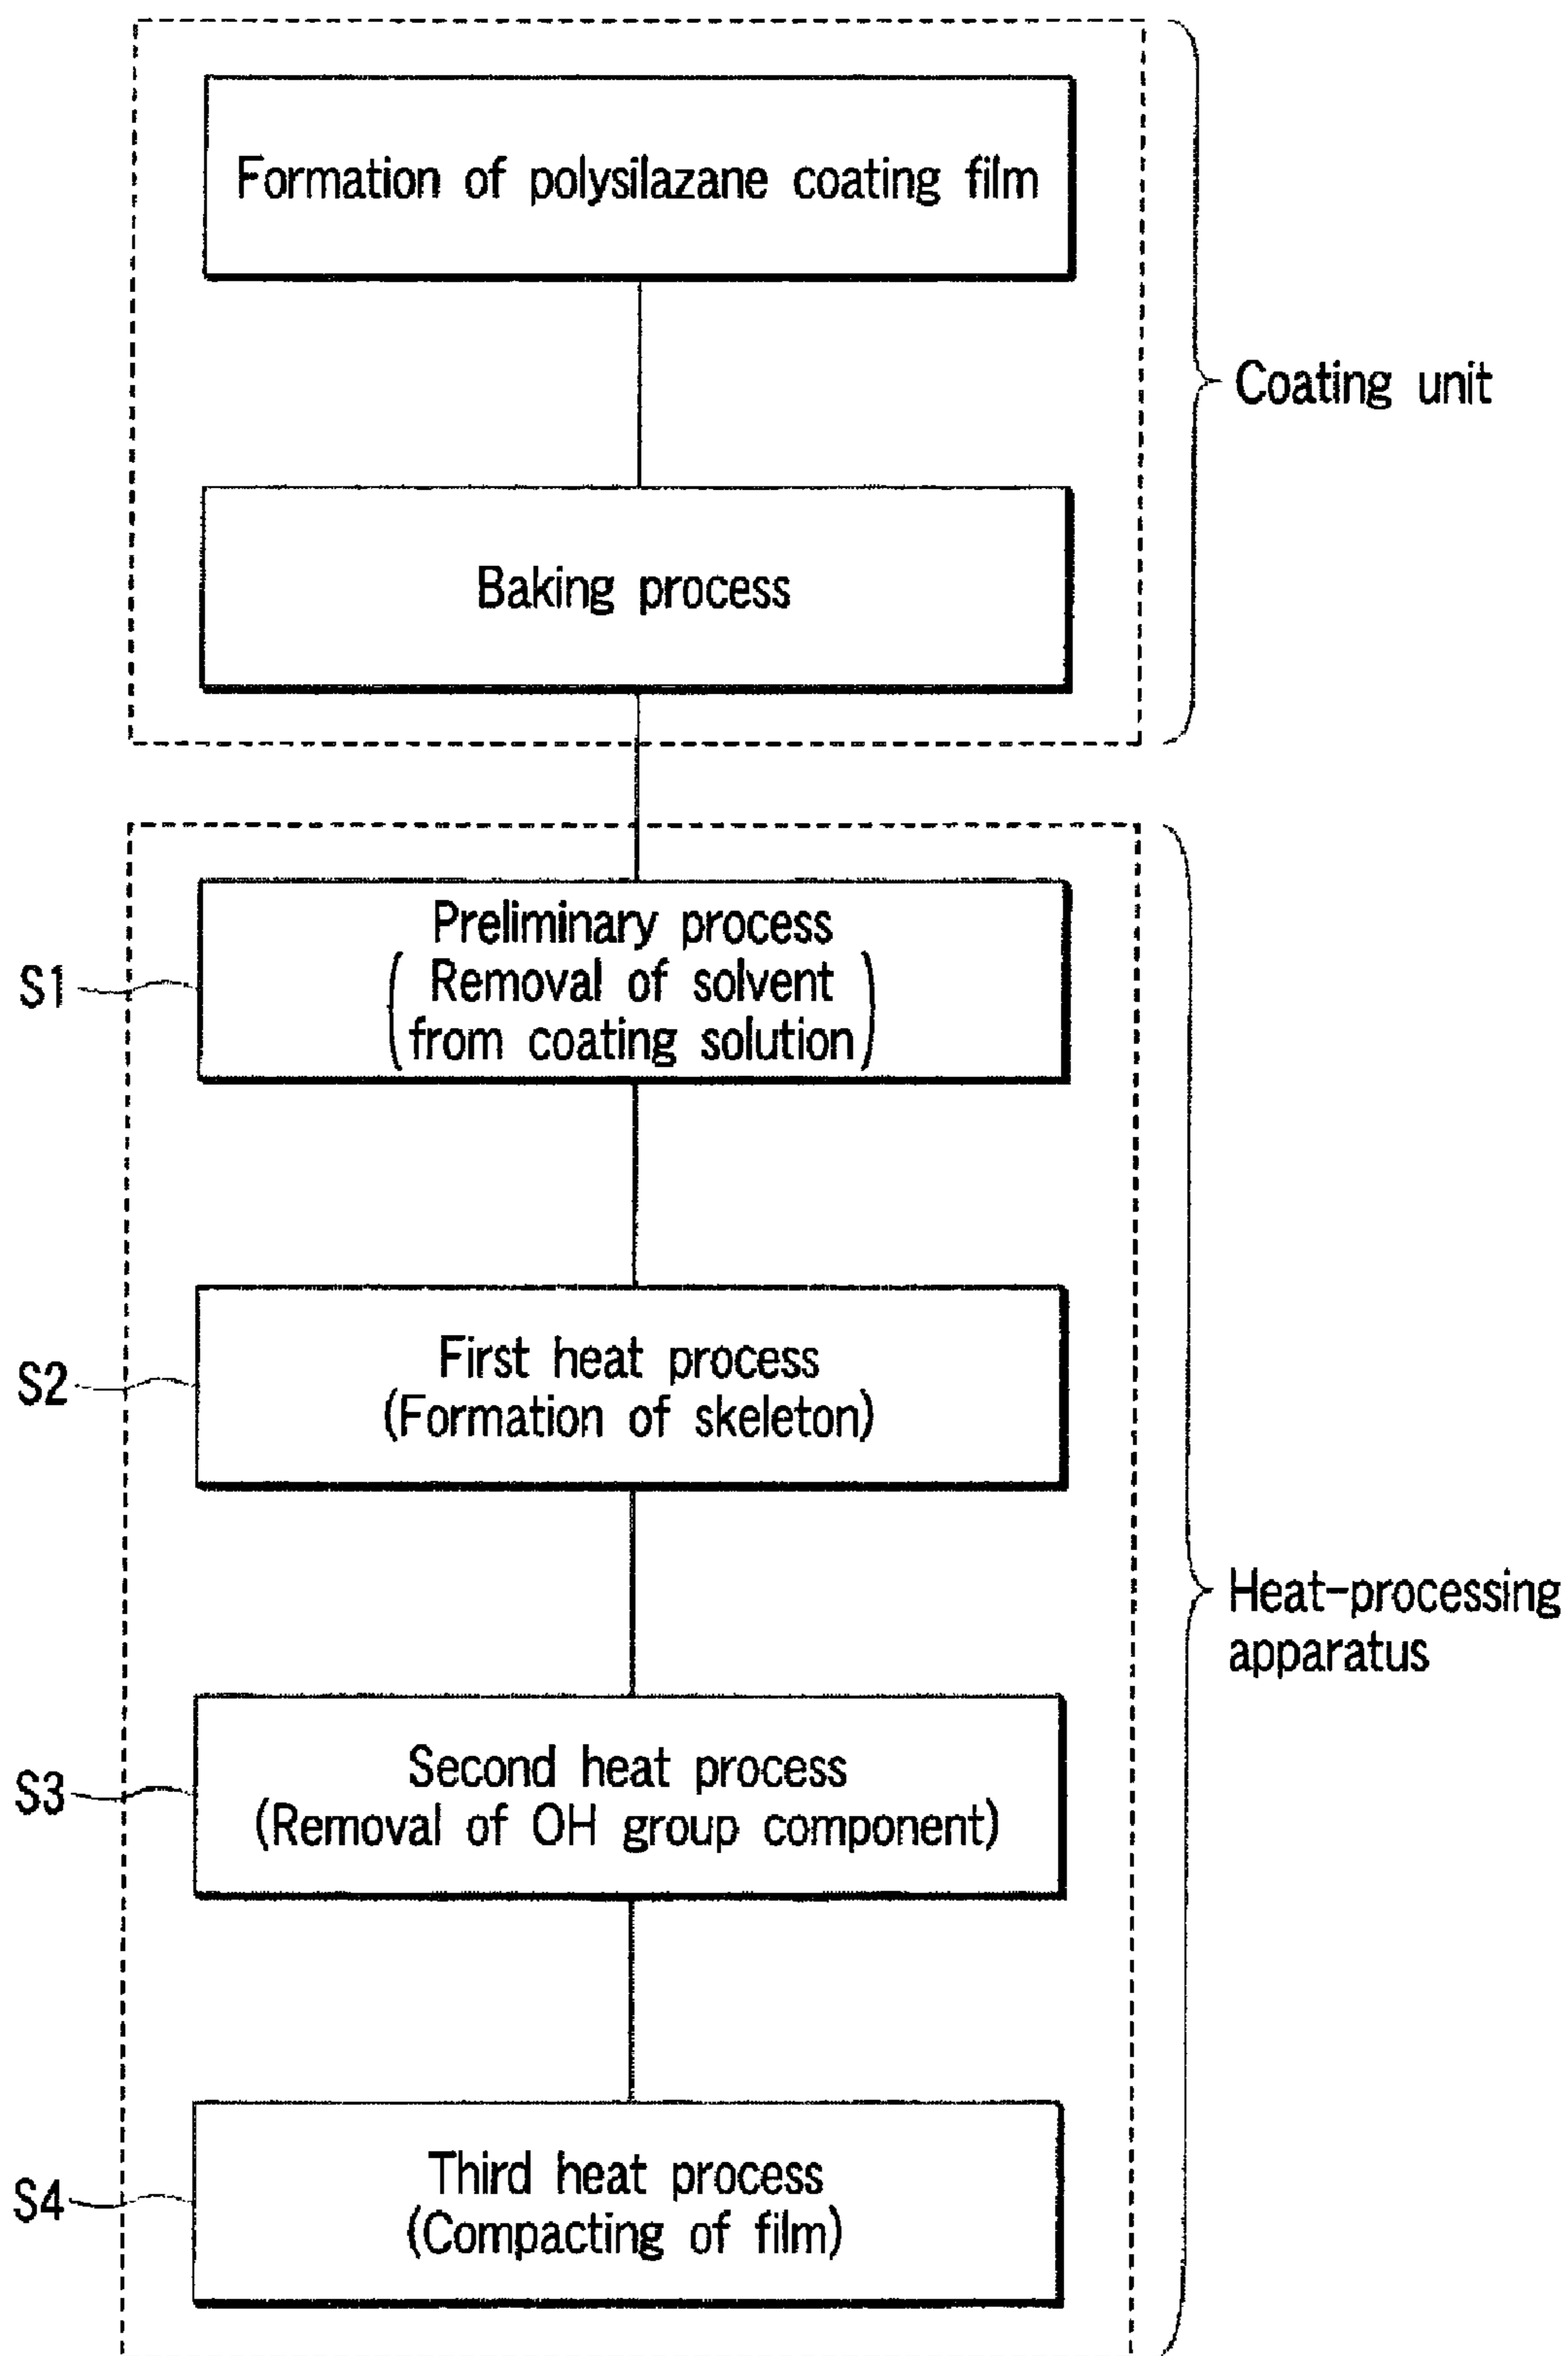 Formation of polysilazane coating film
Coating unit
Baking process
S1
Preliminary process
(Removal of solvent
from coating solution)
S2
First heat process
(Formation of skeleton)
Heat-processing
apparatus
S3
Second heat process
(Removal of OH group component)
S4
Third heat process
(Compacting of film)